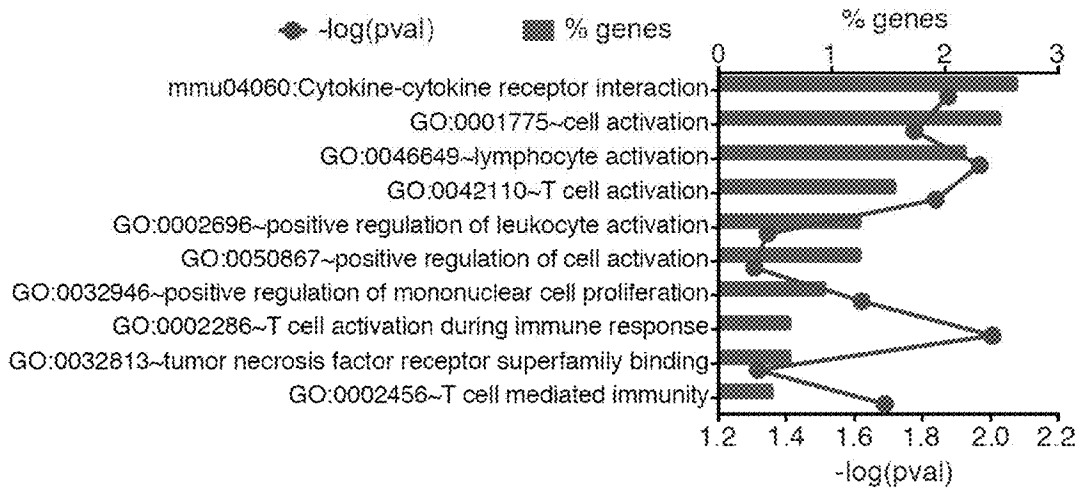 -log(pval)
% genes
% genes
0 1 2 3
mmu04060:Cytokine-cytokine receptor interaction
GO:0001775~cell activation
GO:0046649~lymphocyte activation
GO:0042110~T cell activation
GO:0002696~positive regulation of leukocyte activation
GO:0050867~positive regulation of cell activation
GO:0032946~positive regulation of mononuclear cell proliferation
GO:0002286~T cell activation during immune response
GO:0032813~tumor necrosis factor receptor superfamily binding
GO:0002456~T cell mediated immunity
1.2 1.4 1.6 1.8 2.0 2.2
-log(pval)